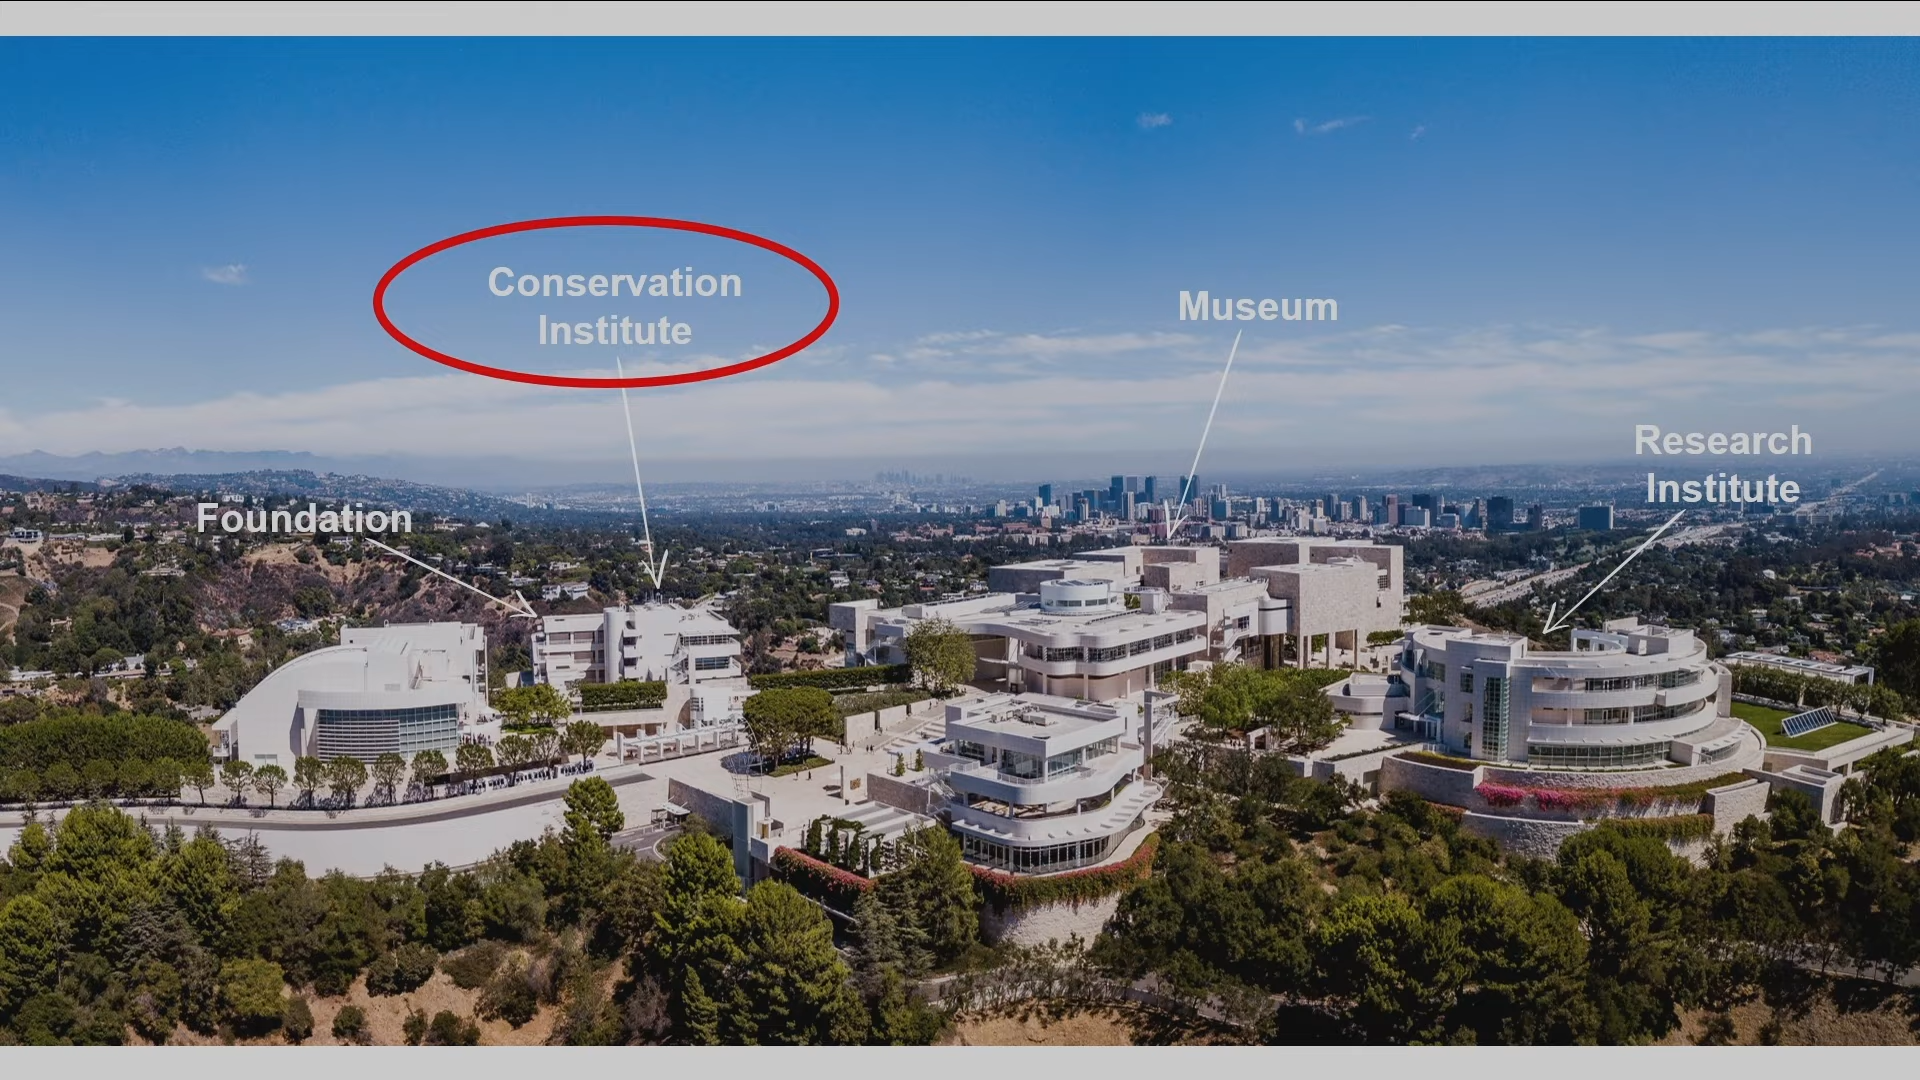 Conservation
Institute
Museum
Research
Institute
Foundation